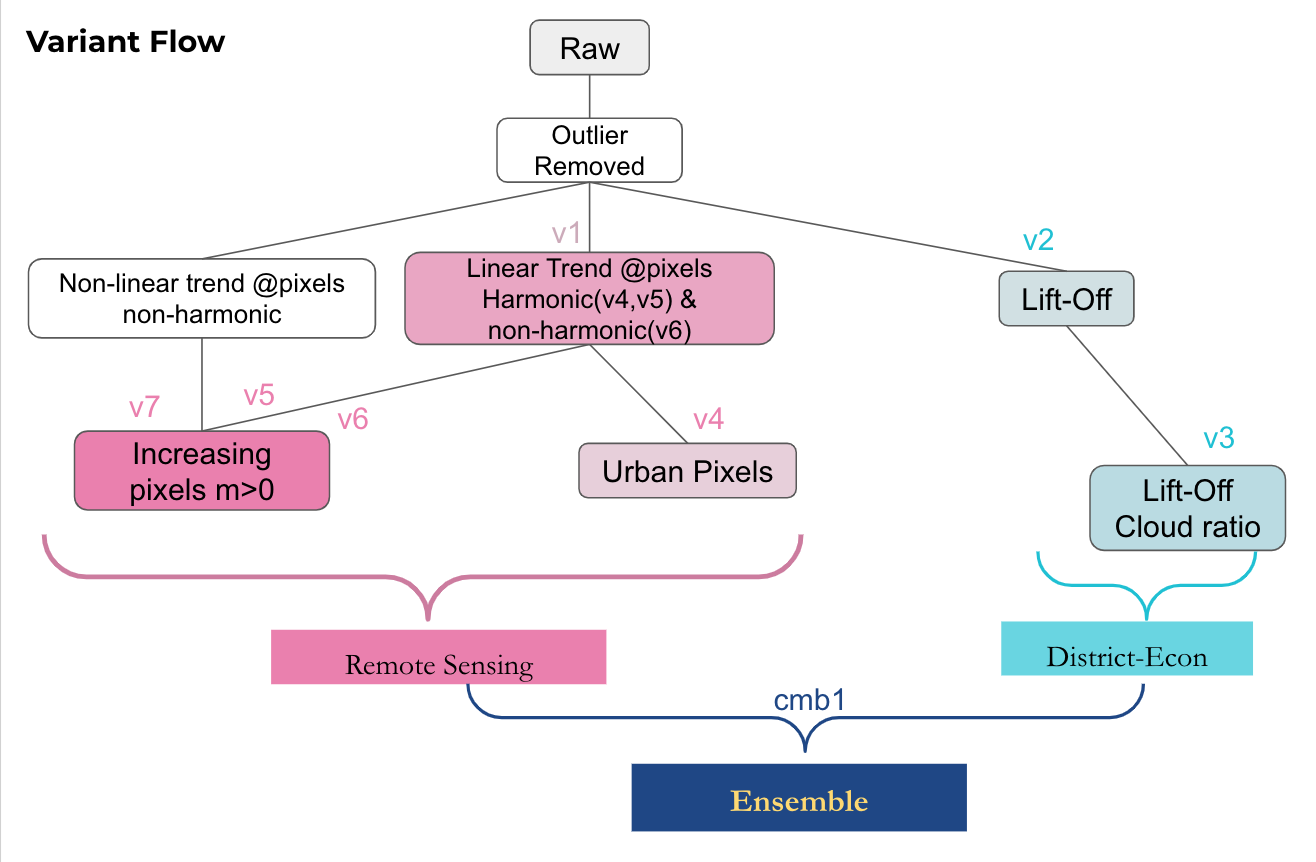 Variant Flow
Raw
Outlier
Removed
v1
v2
Non-linear trend @pixels
non-harmonic
Linear Trend @pixels
Harmonic(v4,v5) &
non-harmonic(v6)
Lift-Off
v7
v5
v6
v4
v3
Increasing
pixels m>0
Urban Pixels
Lift-Off
Cloud ratio
Remote Sensing
District-Econ
cmb1
Ensemble